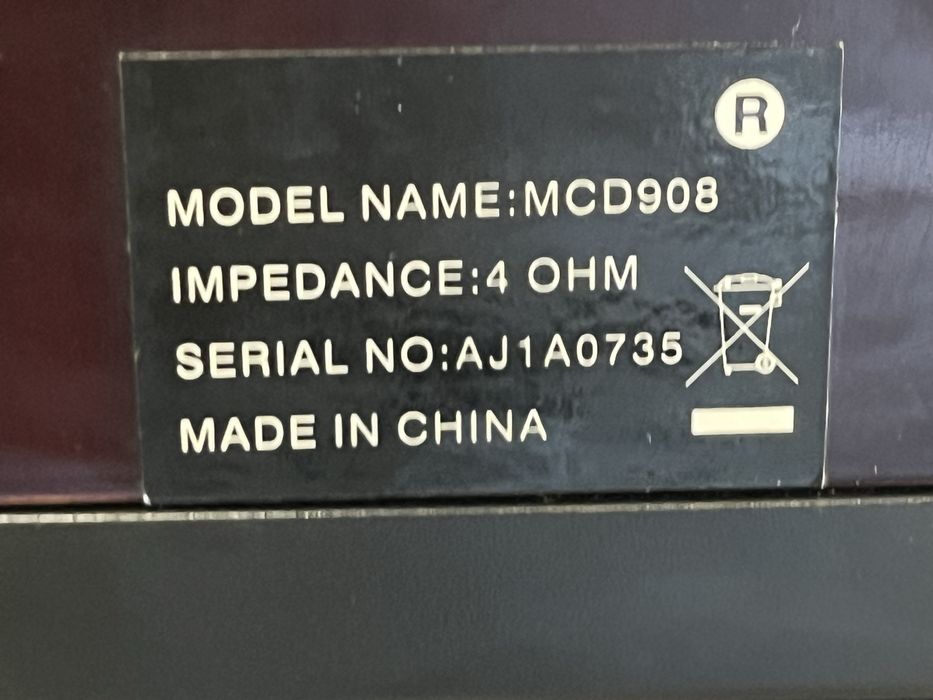 R
MODEL NAME:MCD908
IMPEDANCE:4 OHM
SERIAL NO:AJ1A0735
MADE IN CHINA